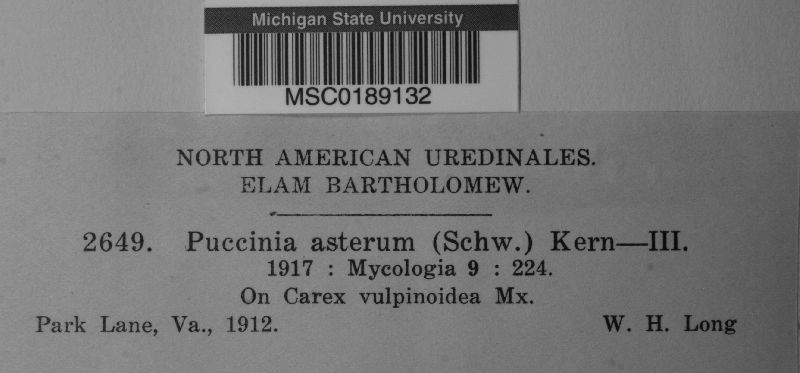 Michigan State University
MSC0189132
NORTH AMERICAN UREDINALES.
ELAM BARTHOLOMEW.
2649. Puccinia asterum (Schw.) Kern—III.
1917 : Mycologia 9 : 224.
On Carex vulpinoidea Mx.
Park Lane, Va., 1912. W. H. Long